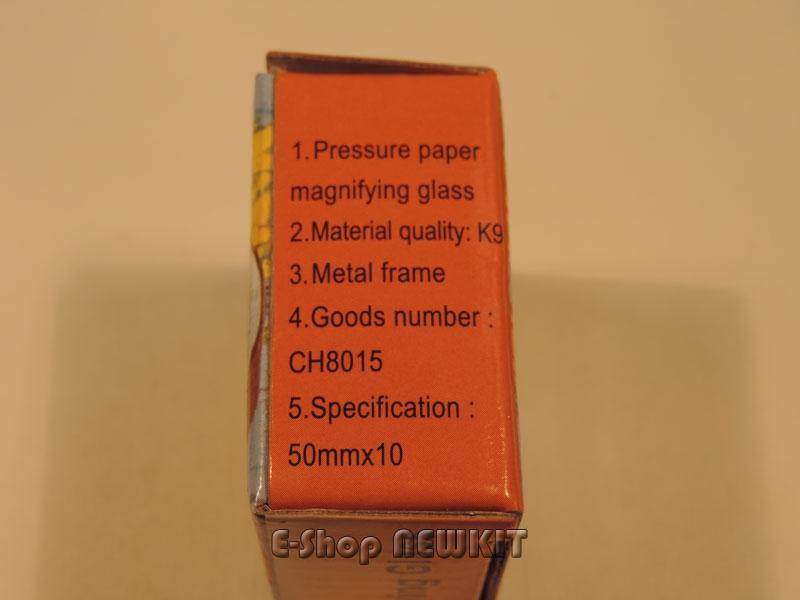 1.Pressure paper
magnifying glass
2.Material quality: K9
3.Metal frame
4.Goods number :
CH8015
5.Specification :
50mmx10
E-Shop NEWKIT